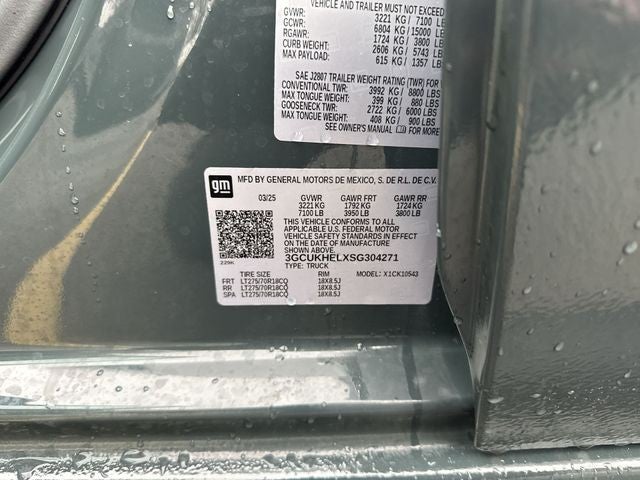 VEHICLE AND TRAILER MUST NOT EXCEED
GVWR: 3221 KG / 7100 LB
GCWR: 6804 KG / 15000 LB
RGAWR: 1724 KG / 3800 LB
CURB WEIGHT: 2606 KG / 5743 LB
MAX PAYLOAD: 615 KG / 1357 LB
SAE J2807 TRAILER WEIGHT RATING (TWR) FOR
CONVENTIONAL TWR: 3992 KG / 8800 LBS
MAX TONGUE WEIGHT: 399 KG / 880 LBS
GOOSENECK TWR: 2722 KG / 6000 LBS
MAX TONGUE WEIGHT: 408 KG / 900 LBS
SEE OWNER'S MANUAL FOR MORE
gm MFD BY GENERAL MOTORS DE MEXICO, S. DE R.L. DE C.V.
03/25 GVWR GAWR FRT GAWR RR
3221 KG 1792 KG 1724 KG
7100 LB 3950 LB 3800 LB
THIS VEHICLE CONFORMS TO ALL
APPLICABLE U.S. FEDERAL MOTOR
VEHICLE SAFETY STANDARDS IN EFFECT
ON THE DATE OF MANUFACTURE
SHOWN ABOVE.
3GCUKHELXSG304271
229K TYPE: TRUCK
TIRE SIZE RIM MODEL: X1CK10543
FRT LT275/70R18CQ 18X8.5J
RR LT275/70R18CQ 18X8.5J
SPA LT275/70R18CQ 18X8.5J